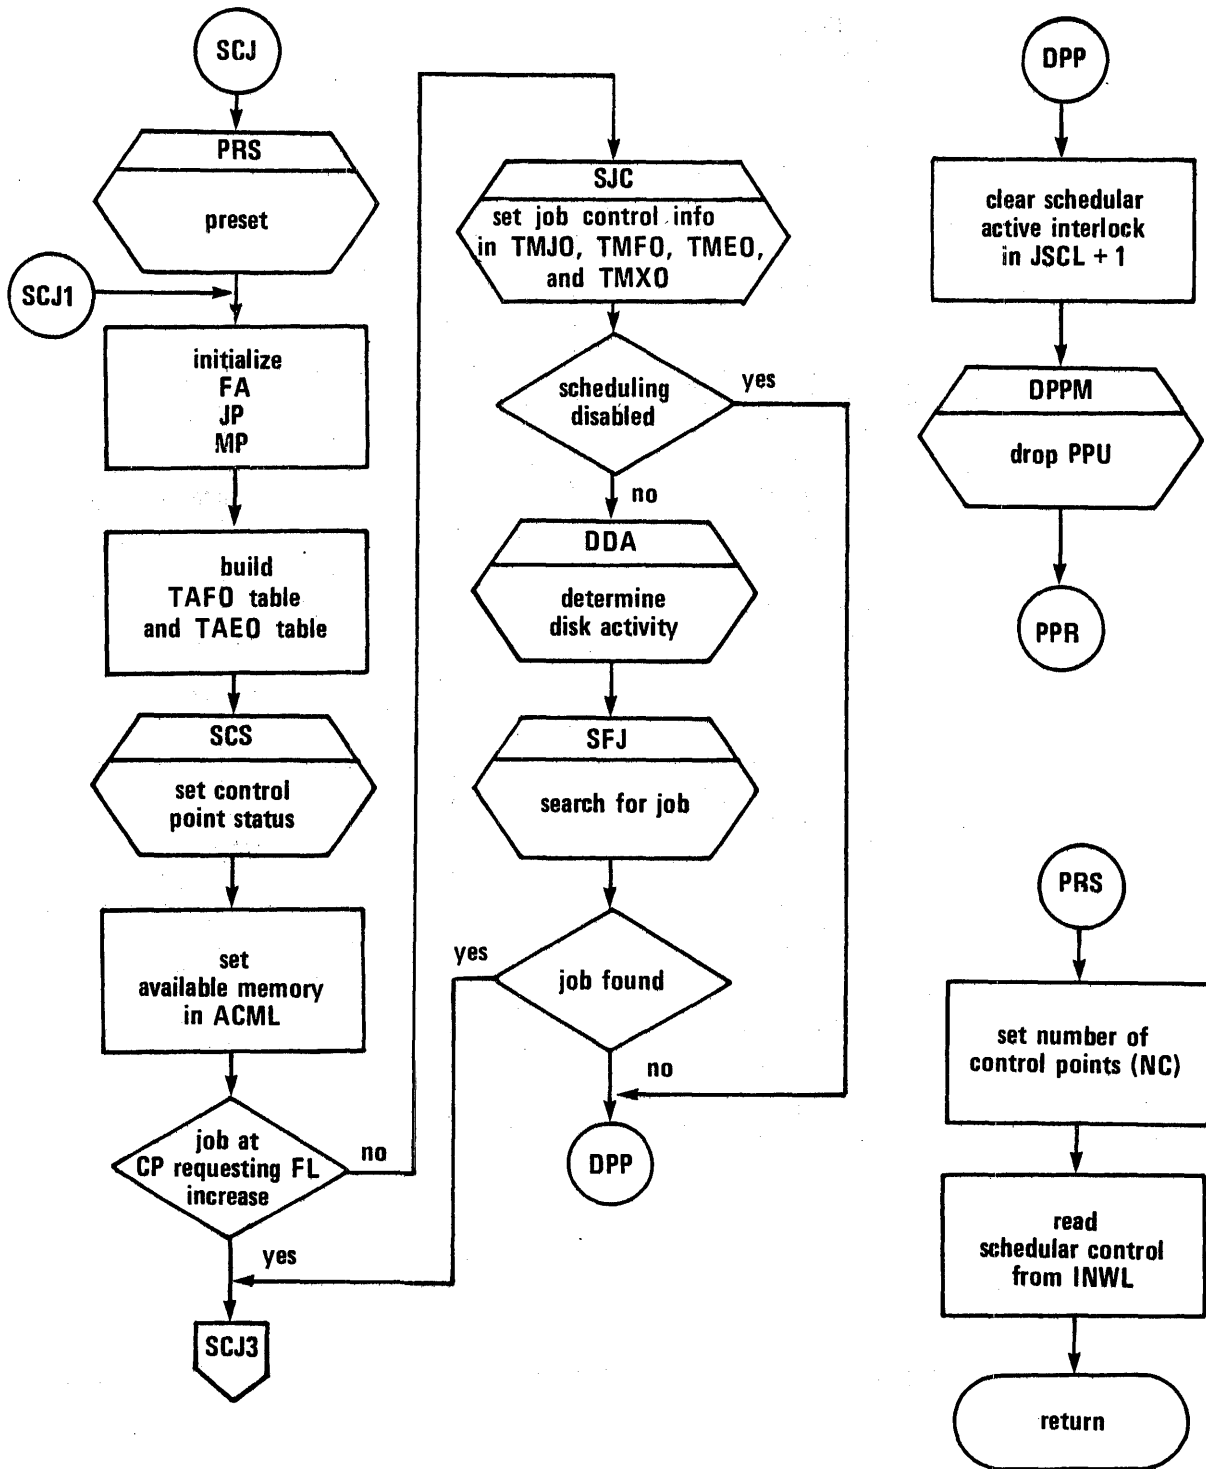 SCJ
PRS
preset
SCJ1
initialize
FA
JP
MP
build
TAFO table
and TAEO table
SCS
set control
point status
set
available memory
in ACML
job at
CP requesting FL
increase
no
yes
SCJ3
SJC
set job control info
in TMJO, TMFO, TMEO,
and TMXO
scheduling
disabled
yes
no
DDA
determine
disk activity
SFJ
search for job
job found
yes
no
DPP
DPP
clear schedular
active interlock
in JSCL + 1
DPPM
drop PPU
PPR
PRS
set number of
control points (NC)
read
schedular control
from INWL
return